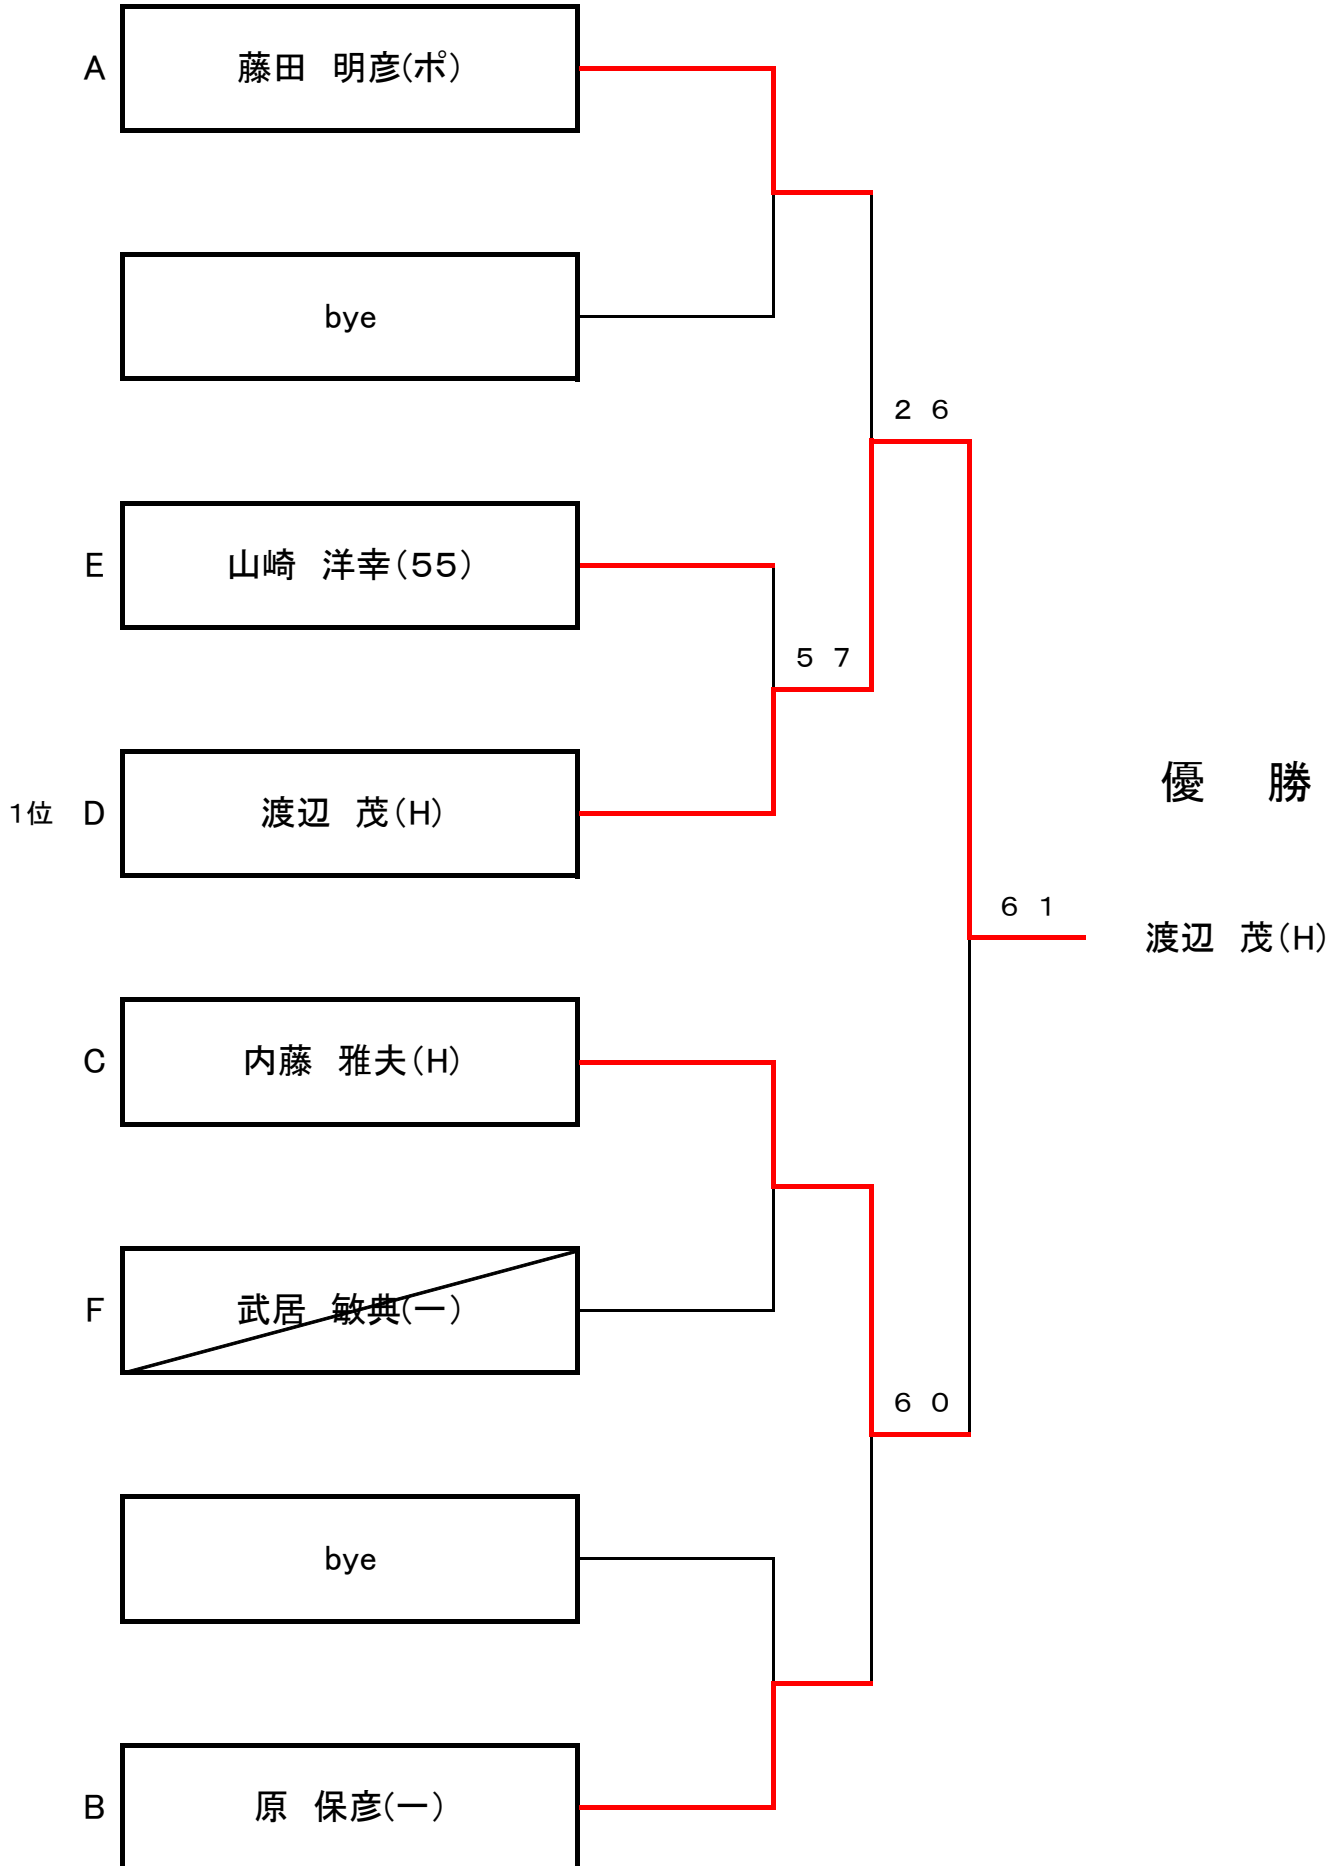 A 藤田　明彦(ポ)
bye
２ ６
E 山崎　洋幸(５５)
５ ７
優　勝
１位 D 渡辺　茂(H)
６ １
渡辺　茂(H)
C 内藤　雅夫(H)
F 武居　敏典(一)
６ ０
bye
B 原　保彦(一)